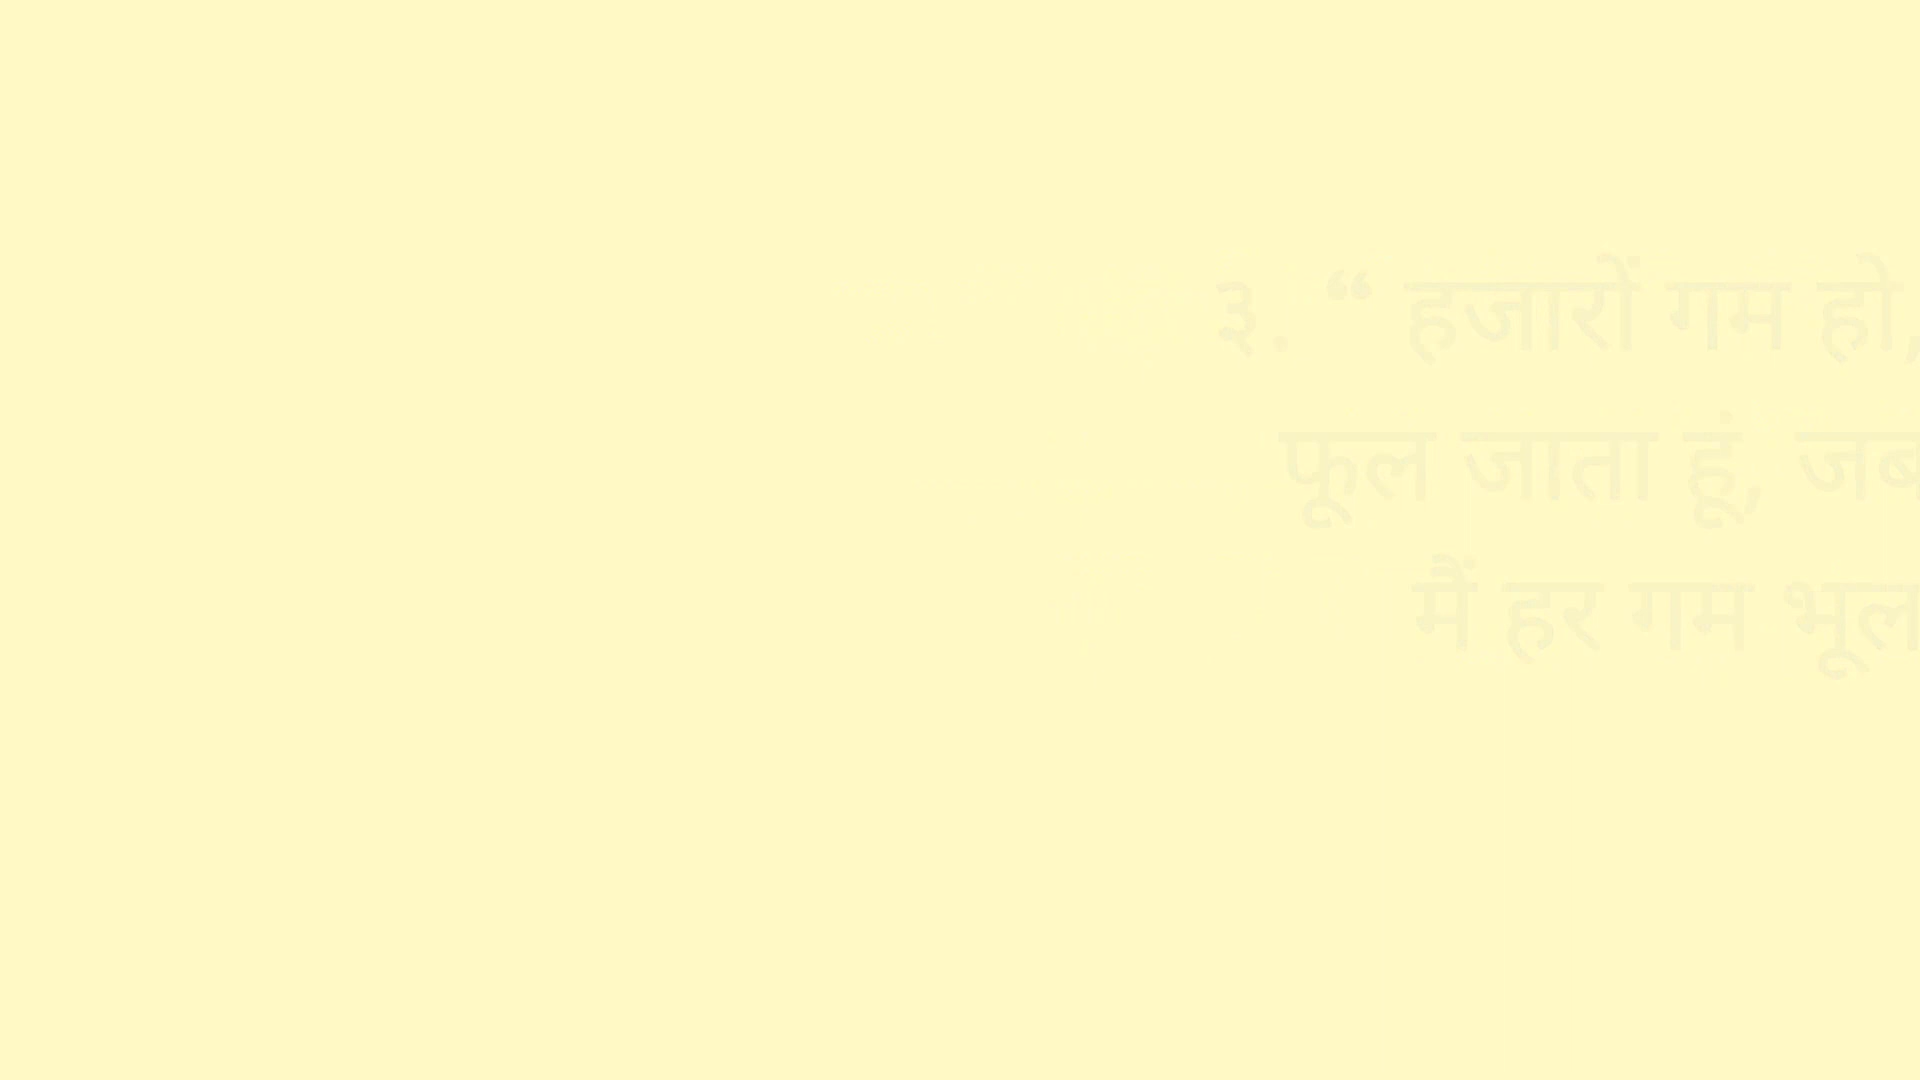 ३. “ हजारों गम हो,
फूल जाता हूं, जब
मैं हर गम भूल